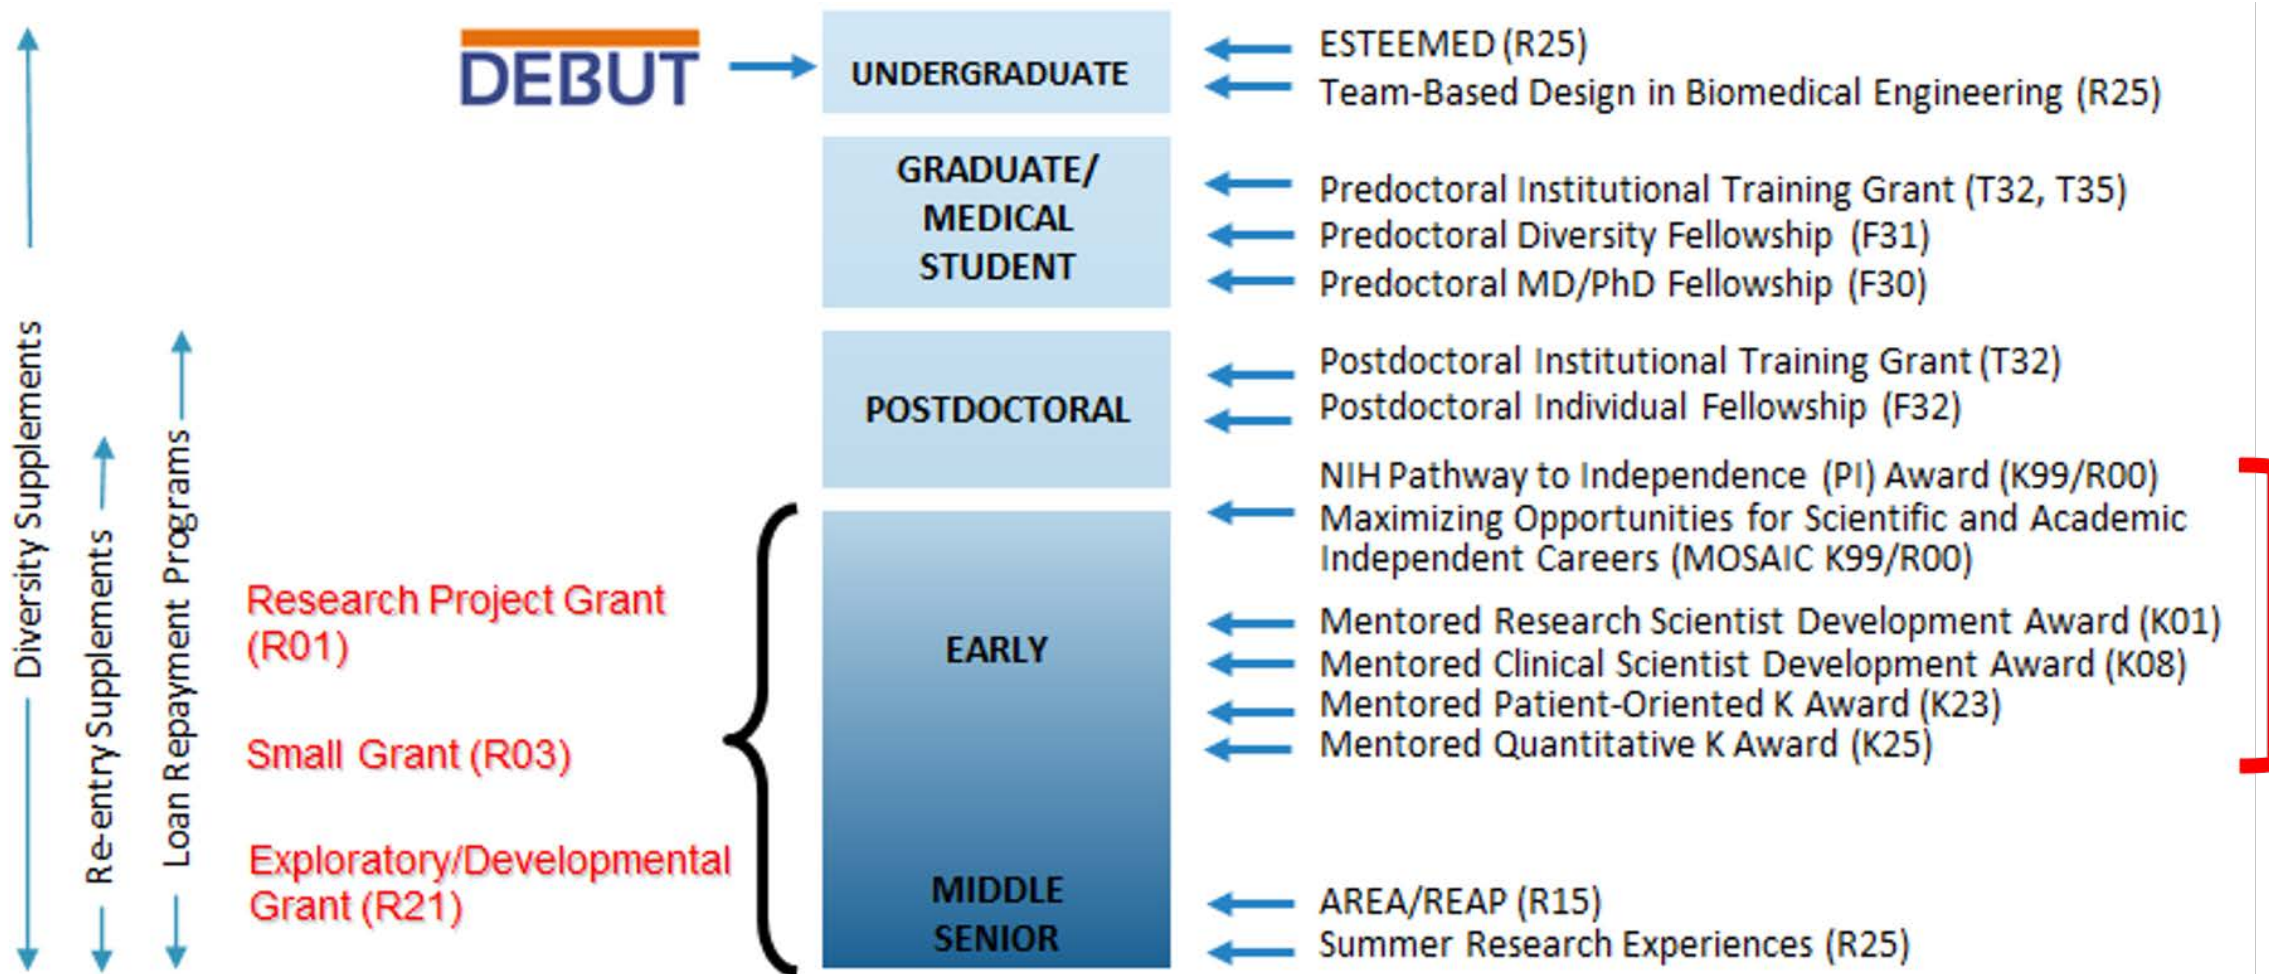 Diversity Supplements
Re-entry Supplements
Loan Repayment Programs
DEBUT
UNDERGRADUATE
ESTEEMED (R25)
Team-Based Design in Biomedical Engineering (R25)
GRADUATE/
MEDICAL
STUDENT
Predoctoral Institutional Training Grant (T32, T35)
Predoctoral Diversity Fellowship (F31)
Predoctoral MD/PhD Fellowship (F30)
POSTDOCTORAL
Postdoctoral Institutional Training Grant (T32)
Postdoctoral Individual Fellowship (F32)
NIH Pathway to Independence (PI) Award (K99/R00)
Maximizing Opportunities for Scientific and Academic
Independent Careers (MOSAIC K99/R00)
Research Project Grant
(R01)
Small Grant (R03)
Exploratory/Developmental
Grant (R21)
EARLY
Mentored Research Scientist Development Award (K01)
Mentored Clinical Scientist Development Award (K08)
Mentored Patient-Oriented K Award (K23)
Mentored Quantitative K Award (K25)
MIDDLE
SENIOR
AREA/REAP (R15)
Summer Research Experiences (R25)